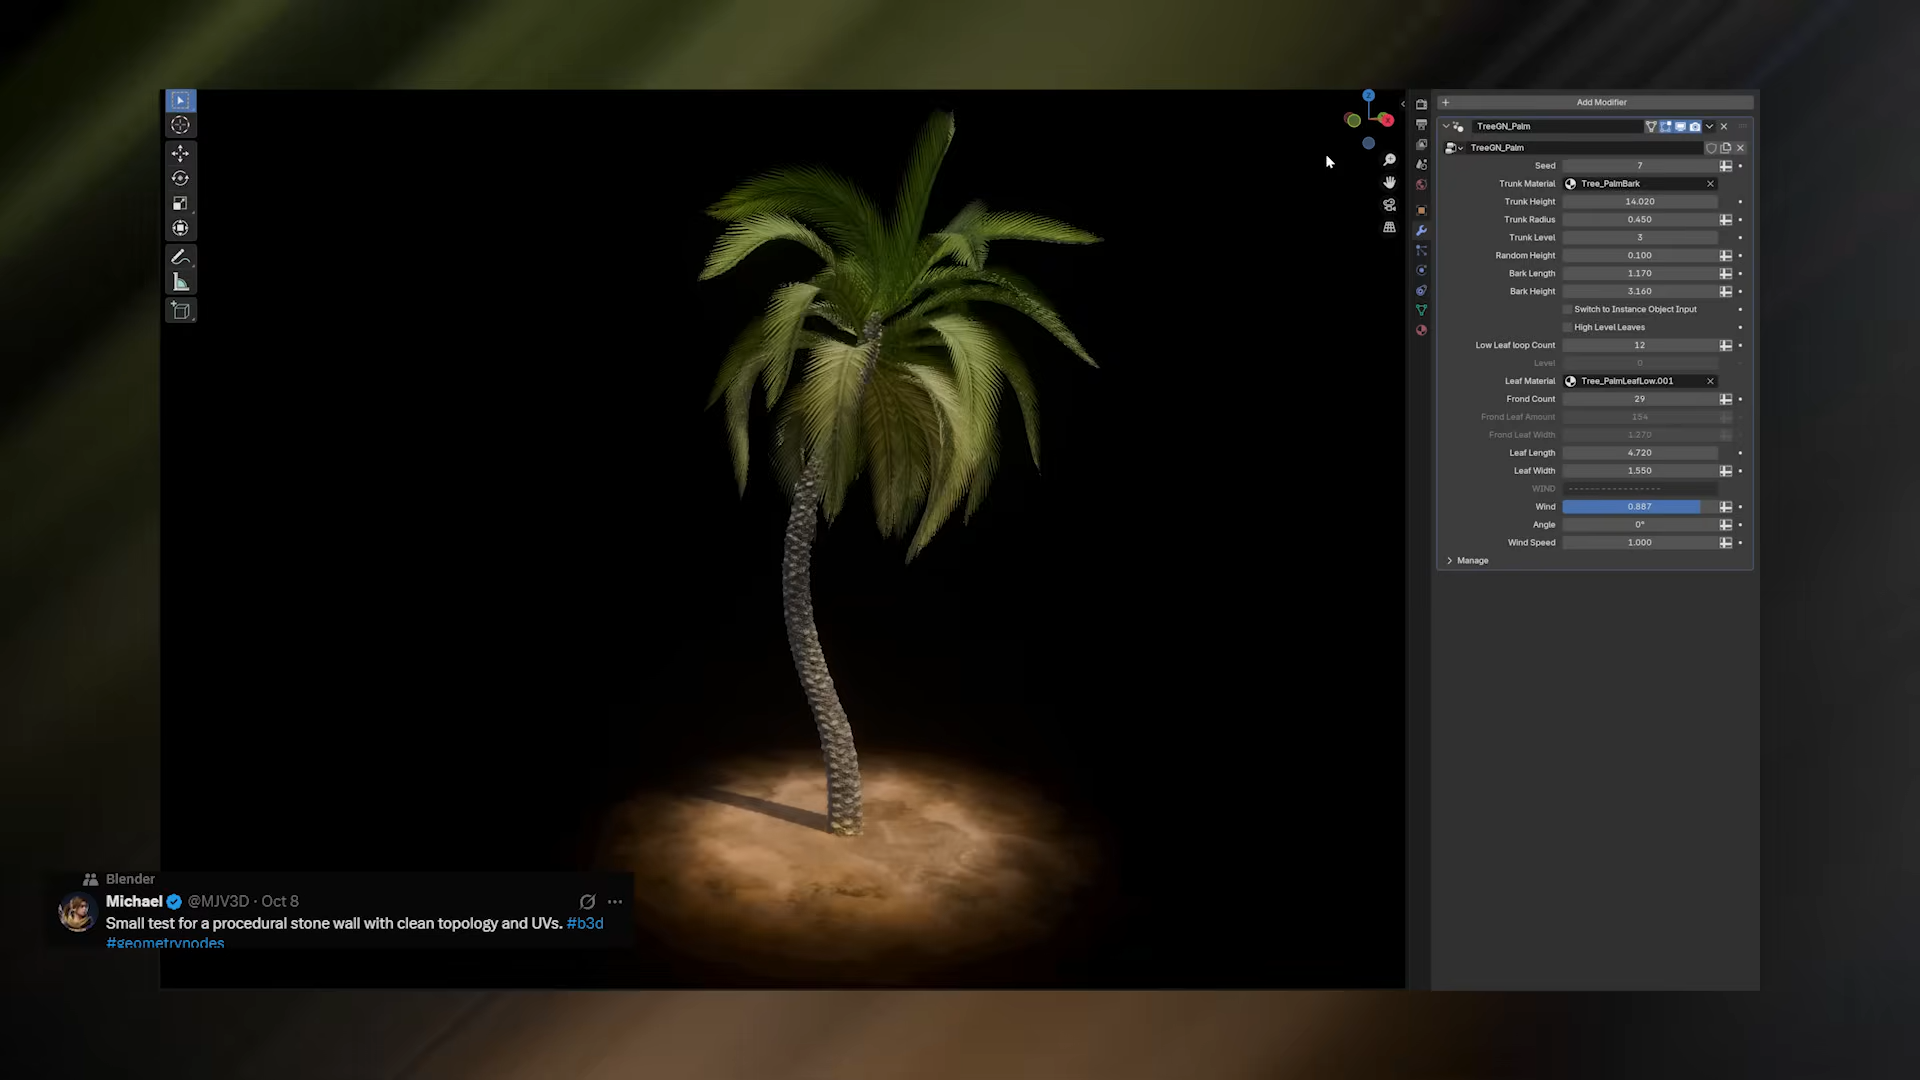 Add Modifier
TreeGN_Palm
TreeGN_Palm
Seed 7
Trunk Material Tree_PalmBark
Trunk Height 14.020
Trunk Radius 0.450
Trunk Level 3
Random Height 0.100
Bark Length 1.170
Bark Height 3.160
Switch to Instance Object Input
High Level Leaves
Low Leaf loop Count 12
Level 0
Leaf Material Tree_PalmLeafLow.001
Frond Count 29
Frond Leaf Amount 154
Frond Leaf Width 1.270
Leaf Length 4.720
Leaf Width 1.550
WIND -----------------
Wind 0.887
Angle 0°
Wind Speed 1.000
Manage
Z
X
Blender
Michael @MJV3D · Oct 8
Small test for a procedural stone wall with clean topology and UVs. #b3d
#geometrynodes